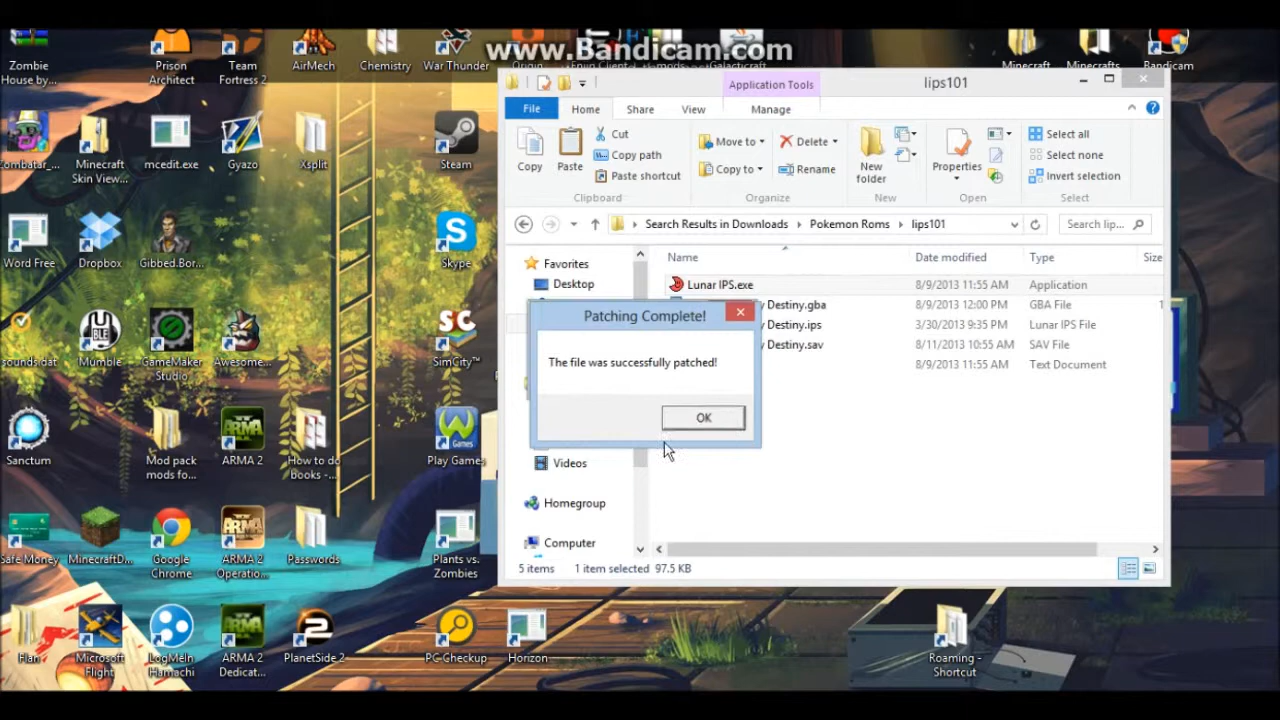 www.Bandicam.com
Zombie
House by...
Prison
Architect
Team
Fortress 2
AirMech
Chemistry
War Thunder
Minecraft
Minecrafts
Bandicam
Application Tools
lips101
File
Home
Share
View
Manage
Copy
Paste
Cut
Copy path
Paste shortcut
Clipboard
Move to
Copy to
Delete
Rename
Organize
New
folder
New
Properties
Open
Select all
Select none
Invert selection
Select
Search Results in Downloads
Pokemon Roms
lips101
Search lip...
Favorites
Desktop
Videos
Homegroup
Computer
Name
Date modified
Type
Size
Lunar IPS.exe
8/9/2013 11:55 AM
Application
y Destiny.gba
8/9/2013 12:00 PM
GBA File
1
y Destiny.ips
3/30/2013 9:35 PM
Lunar IPS File
y Destiny.sav
8/11/2013 10:55 AM
SAV File
8/9/2013 11:55 AM
Text Document
Patching Complete!
The file was successfully patched!
OK
5 items
1 item selected 97.5 KB
Zombatar_...
Minecraft
Skin View...
mcedit.exe
Gyazo
Xsplit
Steam
Word Free
Dropbox
Gibbed.Bor...
Skype
sounds.dat
Mumble
GameMaker
Studio
Awesome...
SimCity™
Sanctum
Mod pack
mods fo...
ARMA 2
How to do
books -...
Play Games
Safe Money
MinecraftD...
Google
Chrome
ARMA 2
Operatio...
Passwords
Plants vs.
Zombies
Flan
Microsoft
Flight
LogMeIn
Hamachi
ARMA 2
Dedicat...
PlanetSide 2
PC Checkup
Horizon
Roaming -
Shortcut